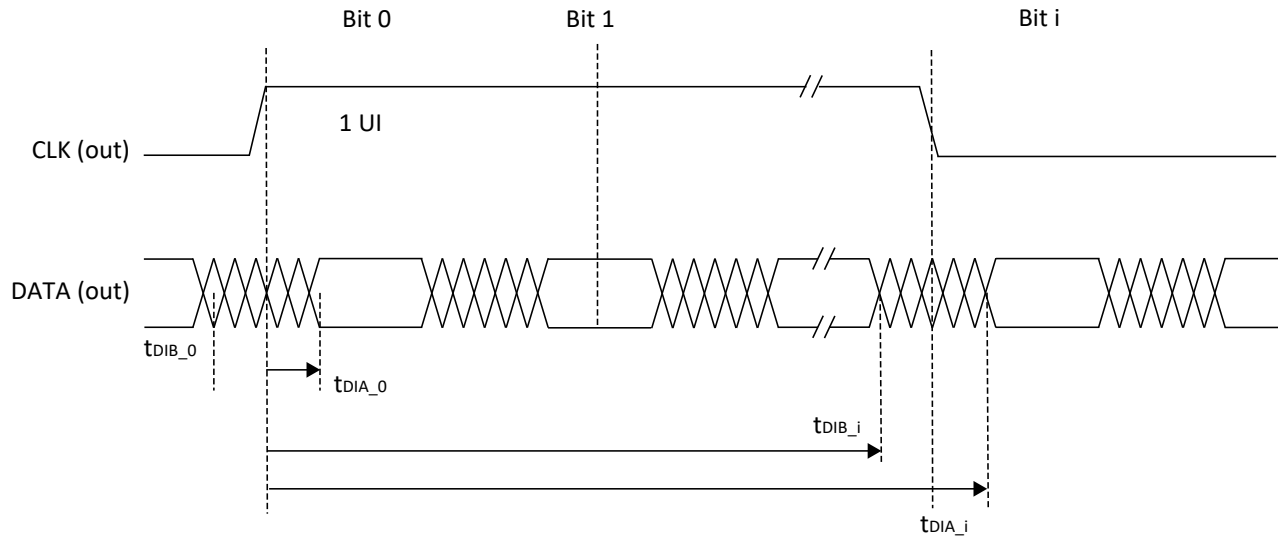 Bit 0 Bit 1 Bit i
1 UI
CLK (out)
DATA (out)
tDIB_0
tDIA_0
tDIB_i
tDIA_i